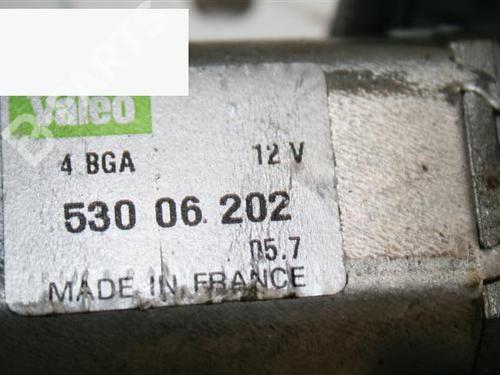 Valeo
4 BGA 12 V
530 06.202
05.7
MADE IN FRANCE